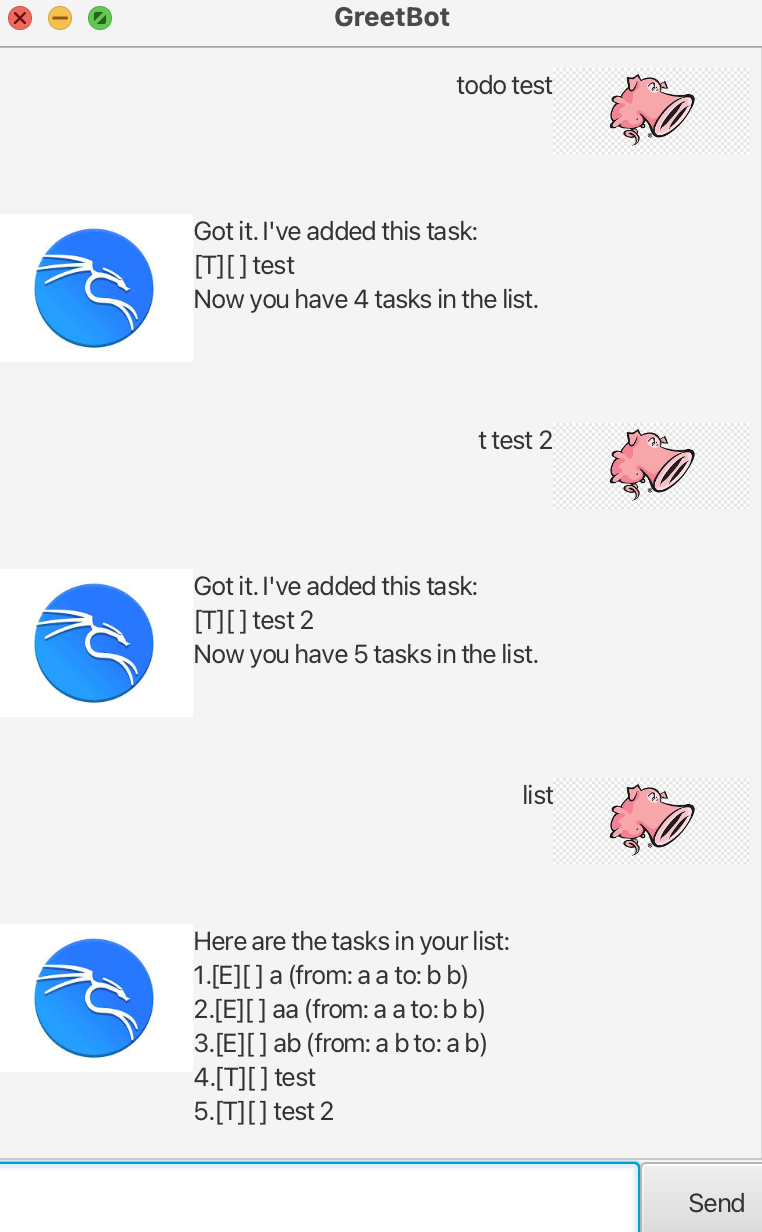 GreetBot
todo test
Got it. I've added this task:
[T][ ] test
Now you have 4 tasks in the list.
t test 2
Got it. I've added this task:
[T][ ] test 2
Now you have 5 tasks in the list.
list
Here are the tasks in your list:
1.[E][ ] a (from: a a to: b b)
2.[E][ ] aa (from: a a to: b b)
3.[E][ ] ab (from: a b to: a b)
4.[T][ ] test
5.[T][ ] test 2
Send